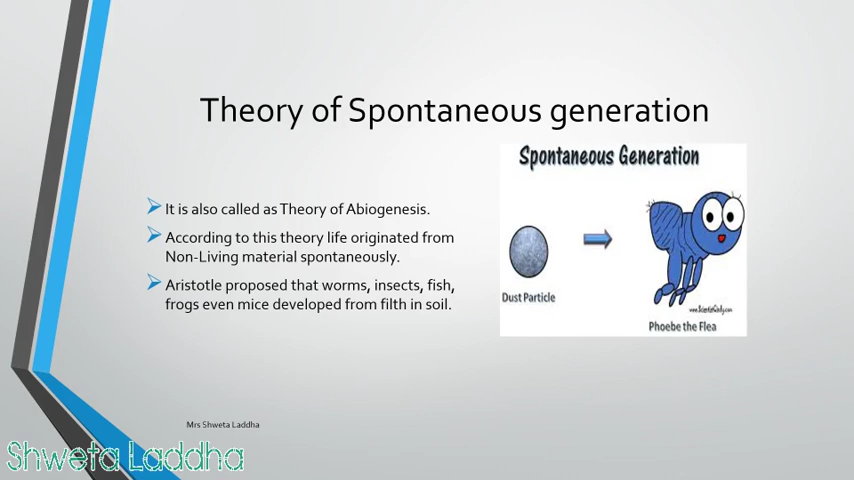 Theory of Spontaneous generation
It is also called as Theory of Abiogenesis.
According to this theory life originated from
Non-Living material spontaneously.
Aristotle proposed that worms, insects, fish,
frogs even mice developed from filth in soil.
Spontaneous Generation
Dust Particle
Phoebe the Flea
Mrs Shweta Laddha
Shweta Laddha